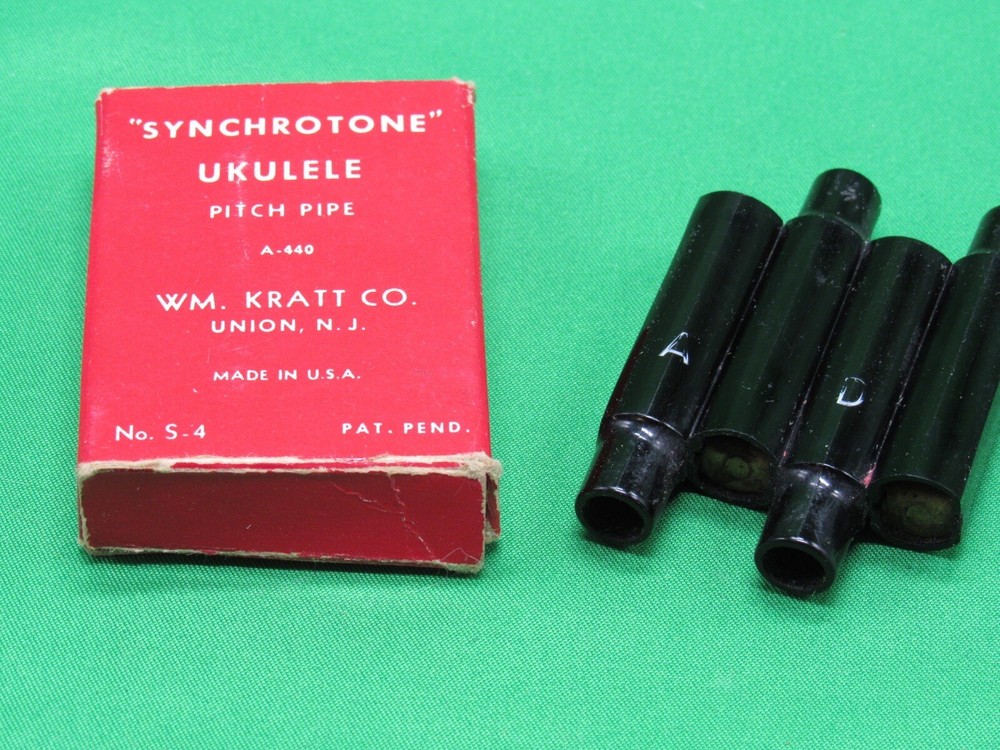 "SYNCHROTONE"
UKULELE
PITCH PIPE
A-440
WM. KRATT CO.
UNION, N. J.
MADE IN U.S.A.
No. S-4 PAT. PEND.
A
D